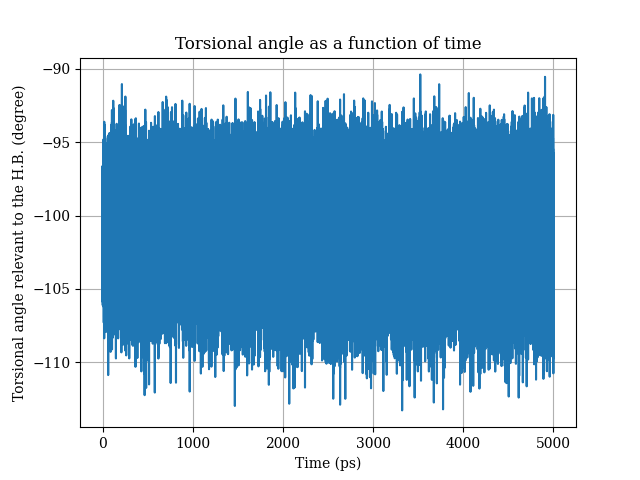 Torsional angle as a function of time
Torsional angle relevant to the H.B. (degree)
−90
−95
−100
−105
−110
0 1000 2000 3000 4000 5000
Time (ps)